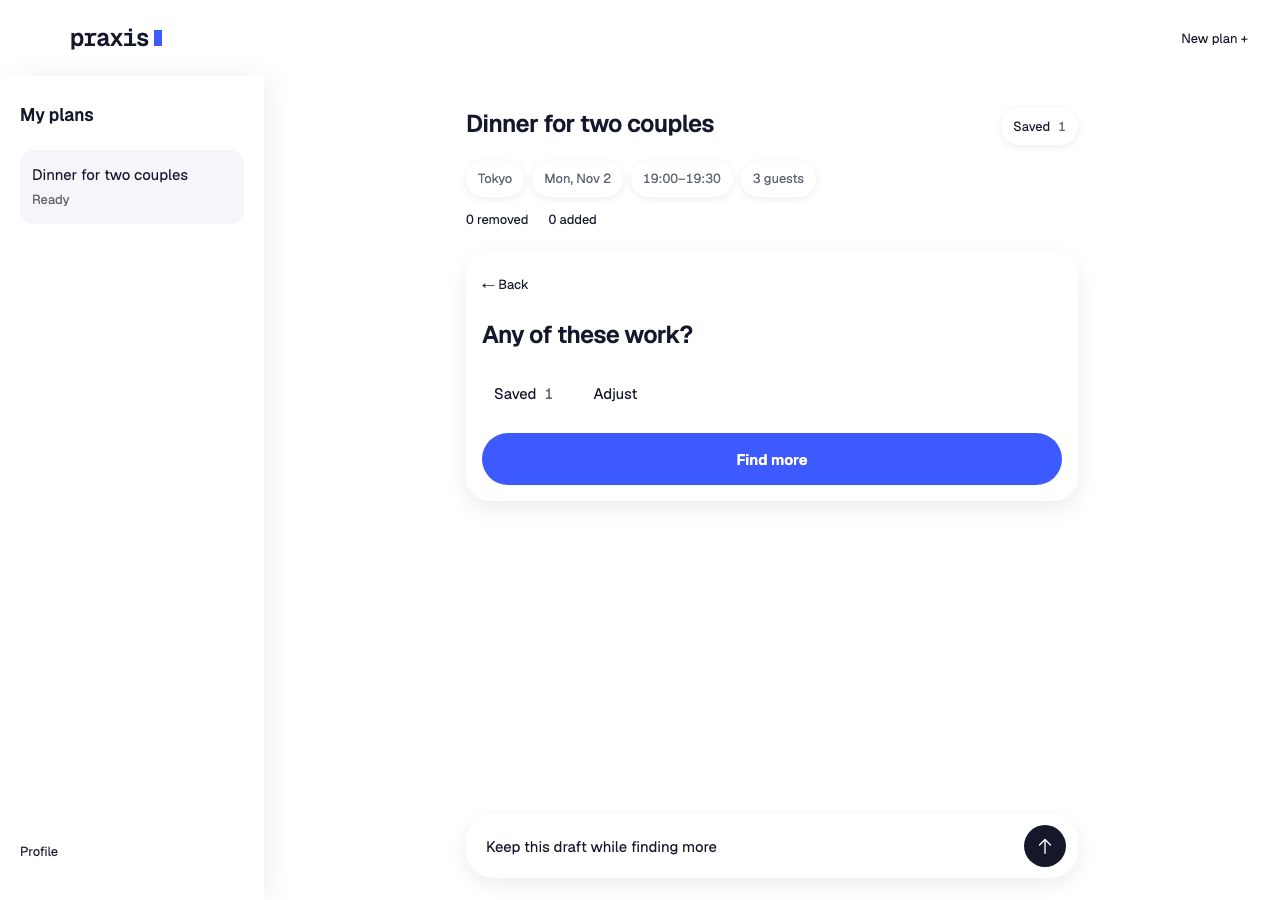 praxis
New plan +
My plans
Dinner for two couples
Ready
Profile
Dinner for two couples
Saved 1
Tokyo
Mon, Nov 2
19:00–19:30
3 guests
0 removed
0 added
← Back
Any of these work?
Saved 1
Adjust
Find more
Keep this draft while finding more